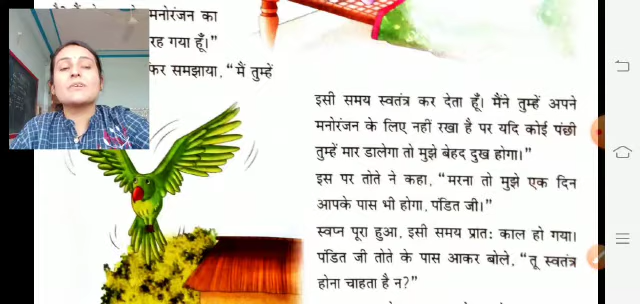 मनोरंजन का
रह गया हूँ।”
समझाया, “मैं तुम्हें
इसी समय स्वतंत्र कर देता हूँ। मैंने तुम्हें अपने
मनोरंजन के लिए नहीं रखा है पर यदि कोई पंछी
तुम्हें मार डालेगा तो मुझे बेहद दुख होगा।”
इस पर तोते ने कहा, “मरना तो मुझे एक दिन
आपके पास भी होगा, पंडित जी।”
स्वप्न पूरा हुआ, इसी समय प्रातः काल हो गया।
पंडित जी तोते के पास आकर बोले, “तू स्वतंत्र
होना चाहता है न?”